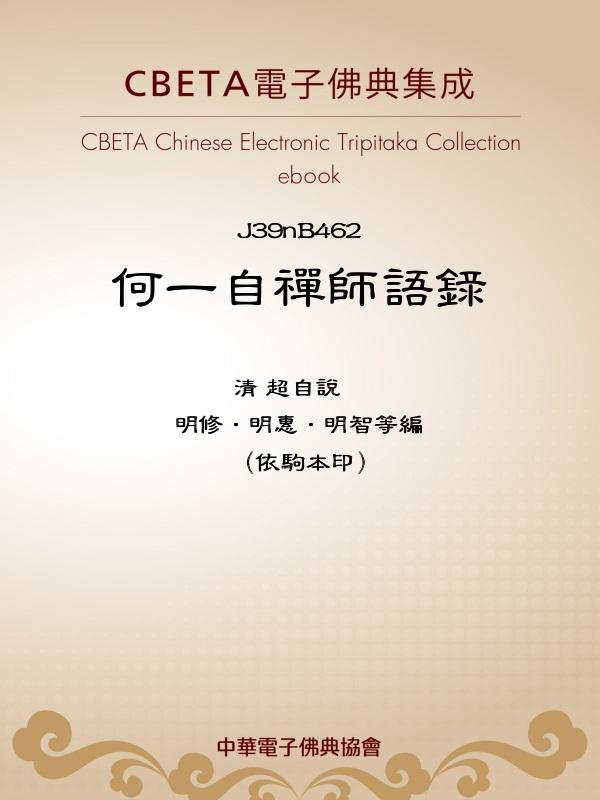 CBETA電子佛典集成
CBETA Chinese Electronic Tripitaka Collection
ebook
J39nB462
何一自禪師語錄
清 超自說
明修．明惠．明智等編
（依駒本印）
中華電子佛典協會